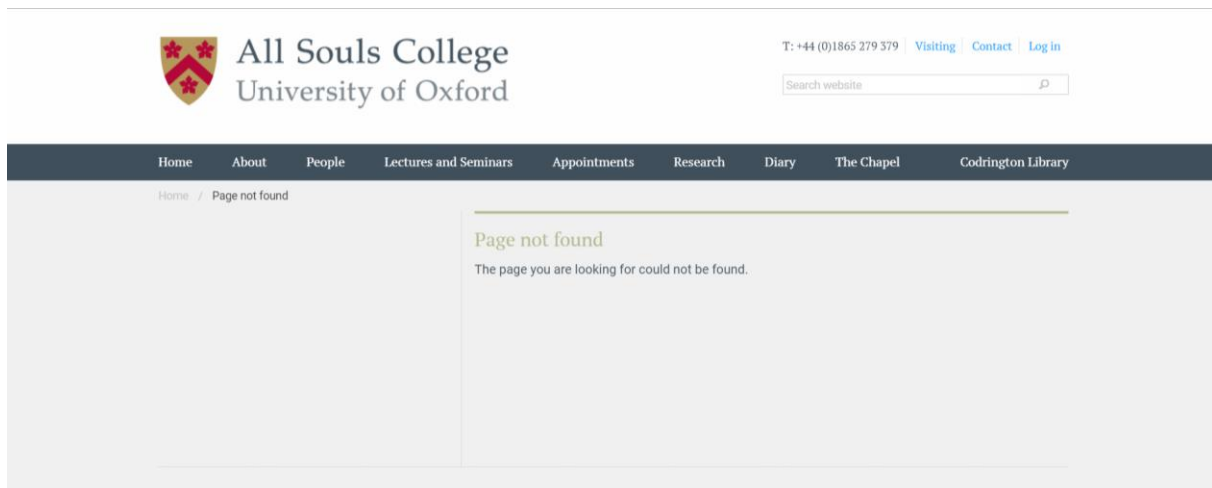 All Souls College
University of Oxford
T: +44 (0)1865 279 379 Visiting Contact Log in
Search website
Home About People Lectures and Seminars Appointments Research Diary The Chapel Codrington Library
Home / Page not found
Page not found
The page you are looking for could not be found.